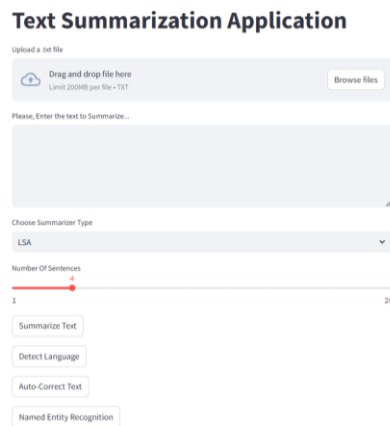 Text Summarization Application
Upload a .txt file
Drag and drop file here
Limit 200MB per file • TXT
Browse files
Please, Enter the text to Summarize...
Choose Summarizer Type
LSA
Number Of Sentences
4
1
Summarize Text
Detect Language
Auto-Correct Text
Named Entity Recognition